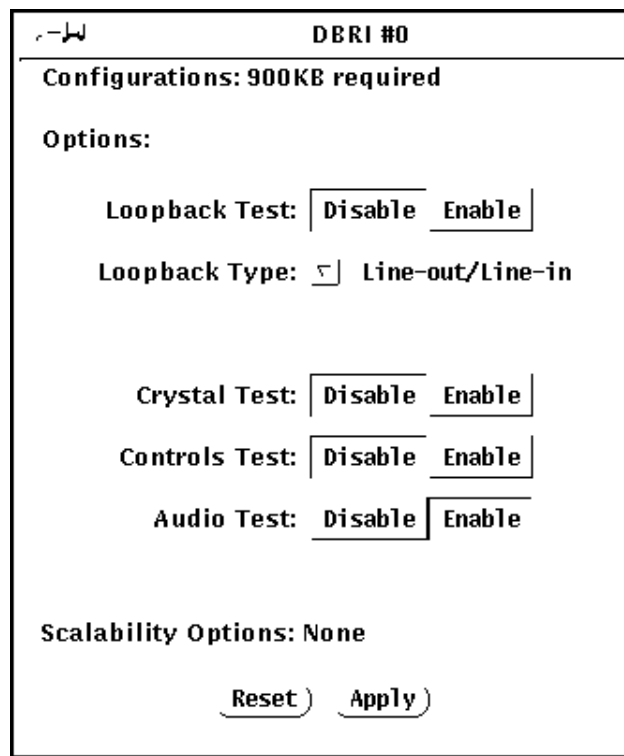 DBRI #0
Configurations: 900KB required
Options:
Loopback Test: Disable Enable
Loopback Type: Line-out/Line-in
Crystal Test: Disable Enable
Controls Test: Disable Enable
Audio Test: Disable Enable
Scalability Options: None
Reset Apply